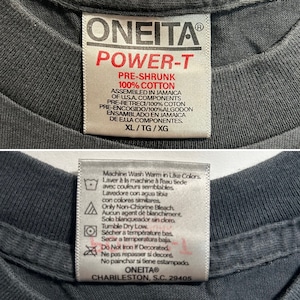 ONEITA®
POWER-T
PRE-SHRUNK
100% COTTON
ASSEMBLED IN JAMAICA
OF U.S.A. COMPONENTS
PRE-RETRECI/100% COTON
PRE-ENCOGIDO/100%ALGODON
ENSAMBLADO EN JAMAICA
DE E.U.A COMPONENTES
XL / TG / XG
Machine Wash Warm in Like Colors.
Laver à la machine à l'eau tiède
avec couleurs semblables.
Lavadora con agua tibia
con colores similares.
Only Non-Chlorine Bleach.
Aucun agent de blanchiment.
Solo blanqueador sin cloro.
Tumble Dry Low.
Sécher a température bas.
Secar a temperatura baja.
Do Not Iron if Decorated.
Ne pas repasser si decors.
No planchar si tiene estampado.
ONEITA®
CHARLESTON, S.C. 29405